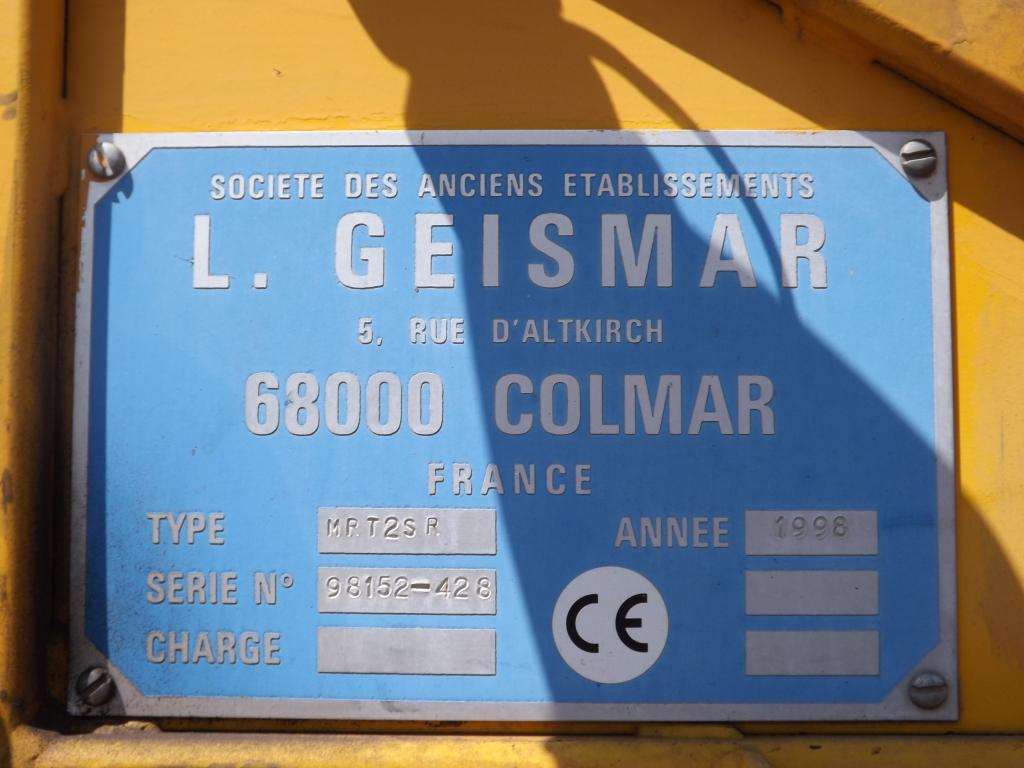 SOCIETE DES ANCIENS ETABLISSEMENTS
L. GEISMAR
5, RUE D'ALTKIRCH
68000 COLMAR
FRANCE
TYPE MRT2SR ANNEE 1998
SERIE N° 98152-428
CHARGE
CE